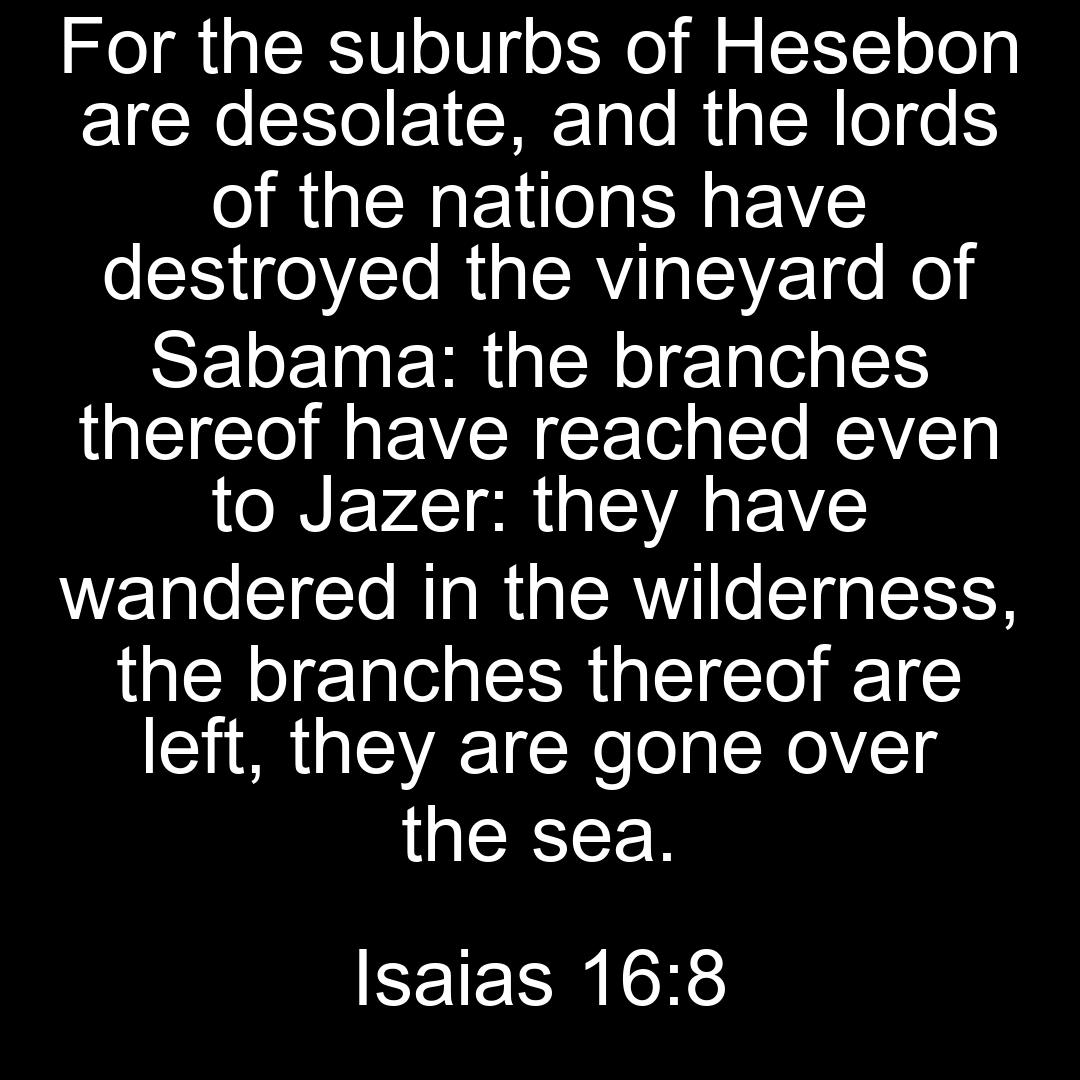 For the suburbs of Hesebon
are desolate, and the lords
of the nations have
destroyed the vineyard of
Sabama: the branches
thereof have reached even
to Jazer: they have
wandered in the wilderness,
the branches thereof are
left, they are gone over
the sea.
Isaias 16:8